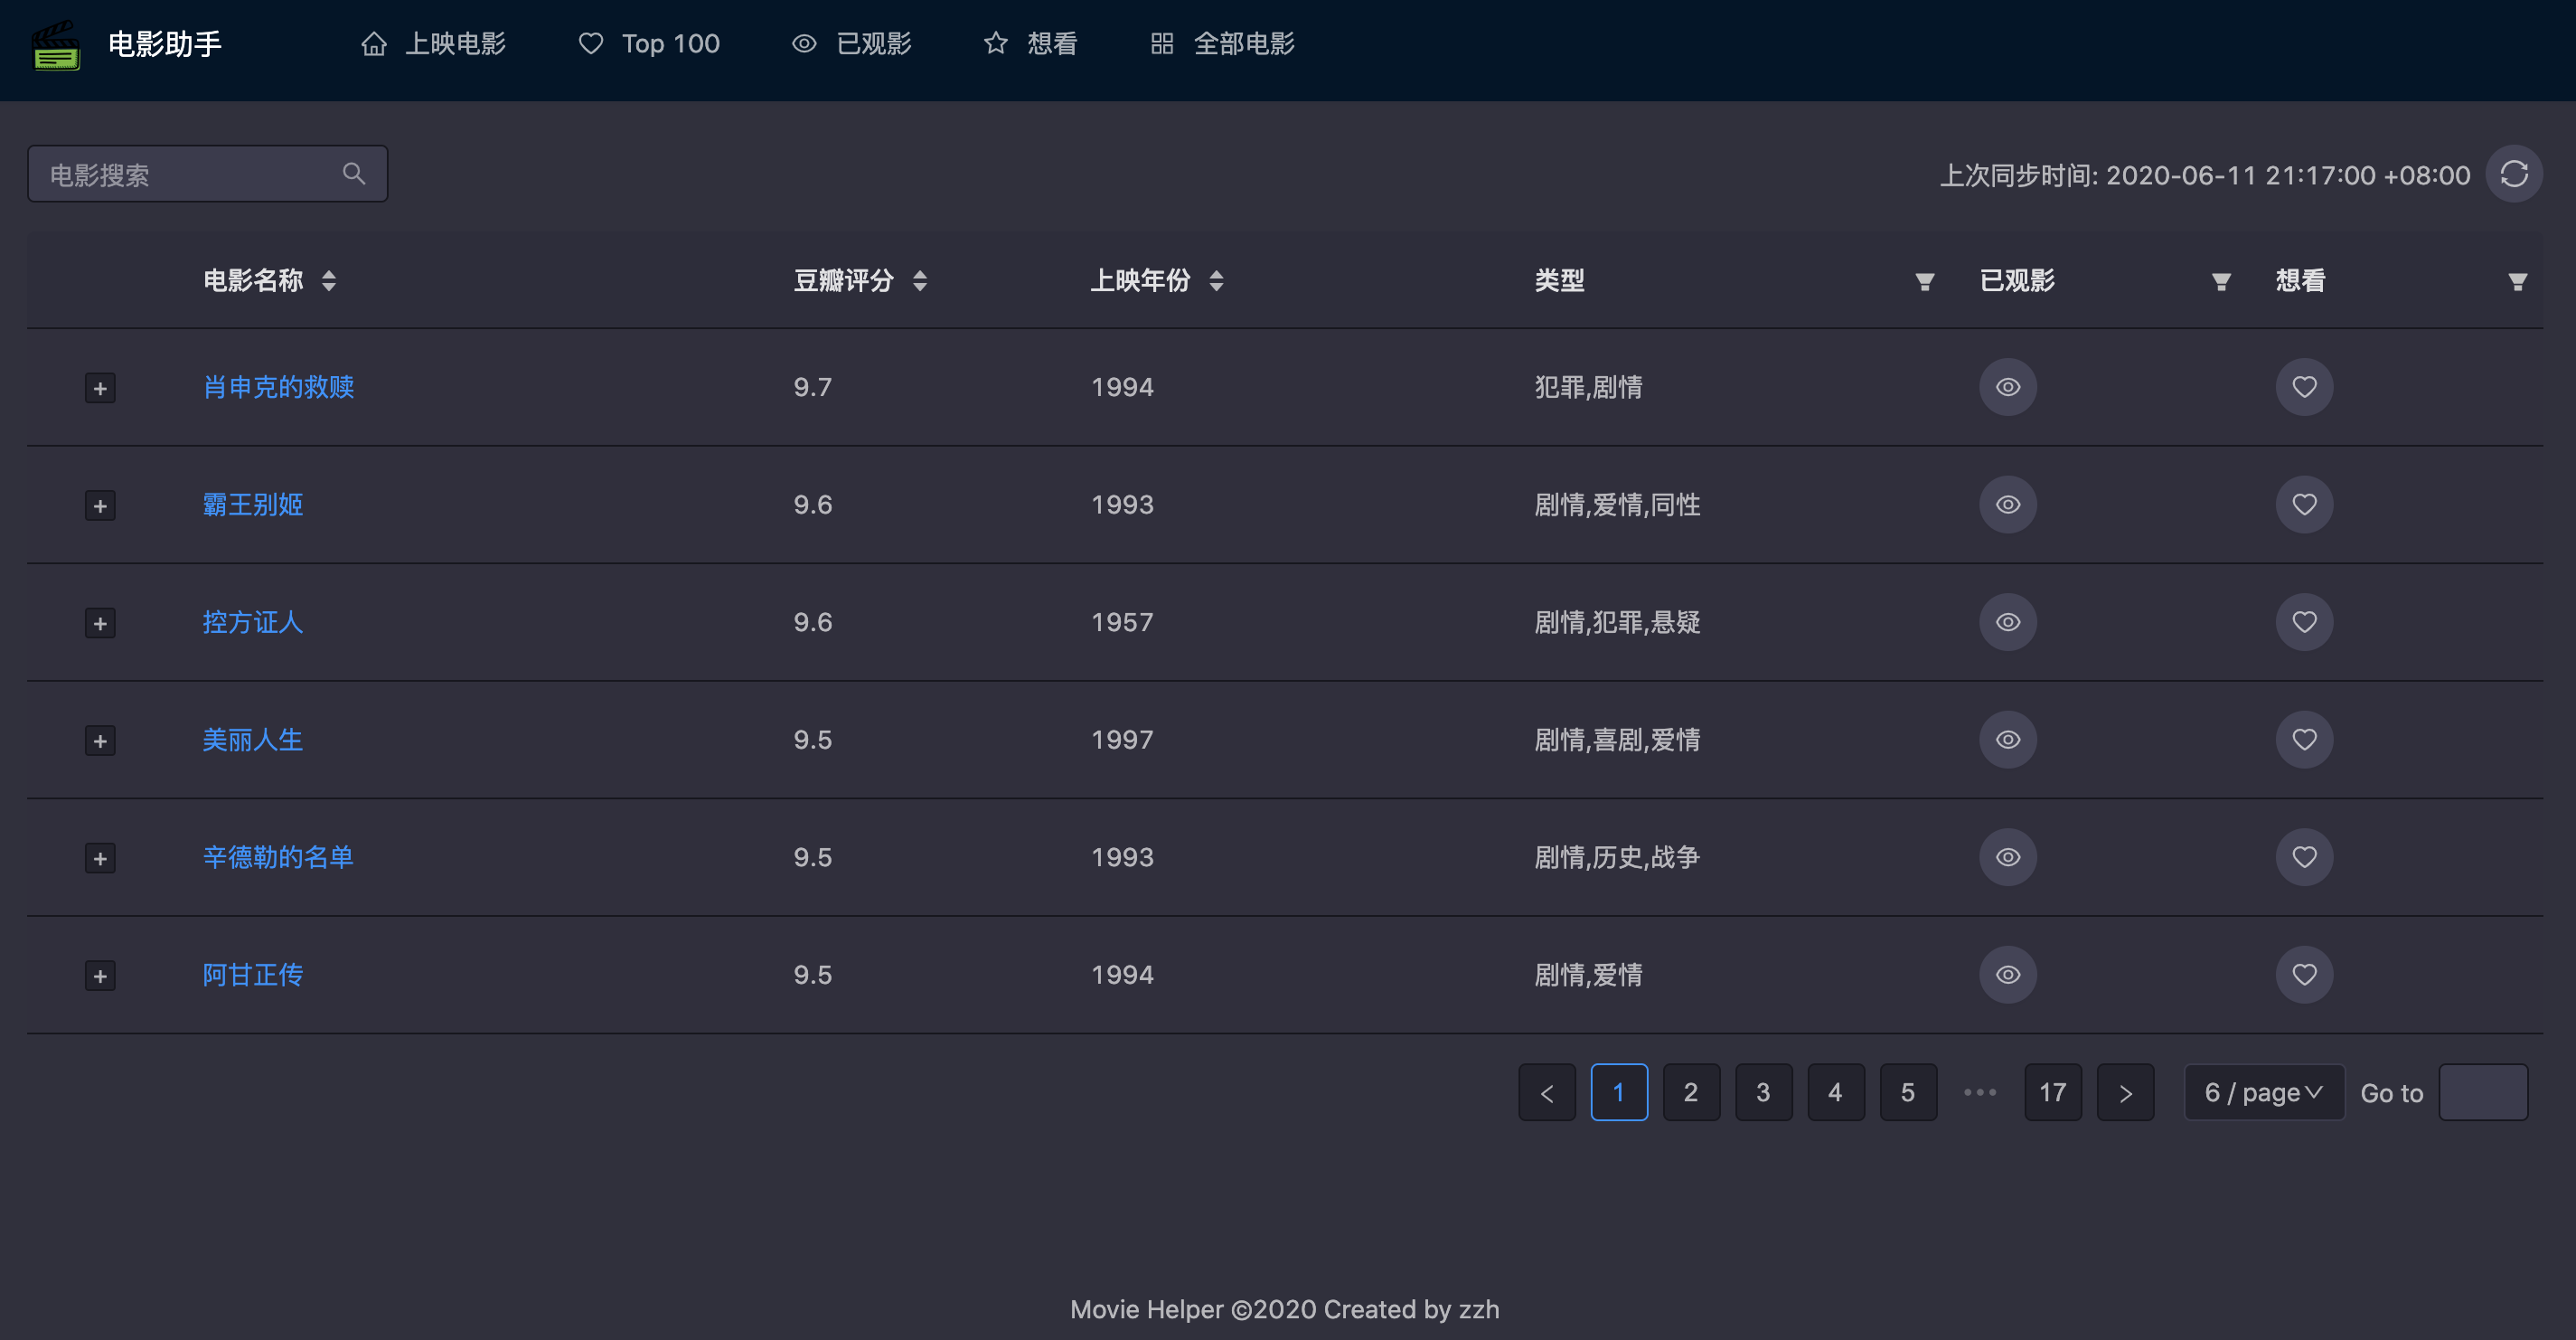 电影助手 上映电影 Top 100 已观影 想看 全部电影
电影搜索 上次同步时间: 2020-06-11 21:17:00 +08:00
电影名称 豆瓣评分 上映年份 类型 已观影 想看
肖申克的救赎 9.7 1994 犯罪,剧情
霸王别姬 9.6 1993 剧情,爱情,同性
控方证人 9.6 1957 剧情,犯罪,悬疑
美丽人生 9.5 1997 剧情,喜剧,爱情
辛德勒的名单 9.5 1993 剧情,历史,战争
阿甘正传 9.5 1994 剧情,爱情
< 1 2 3 4 5 ••• 17 > 6 / page Go to
Movie Helper ©2020 Created by zzh